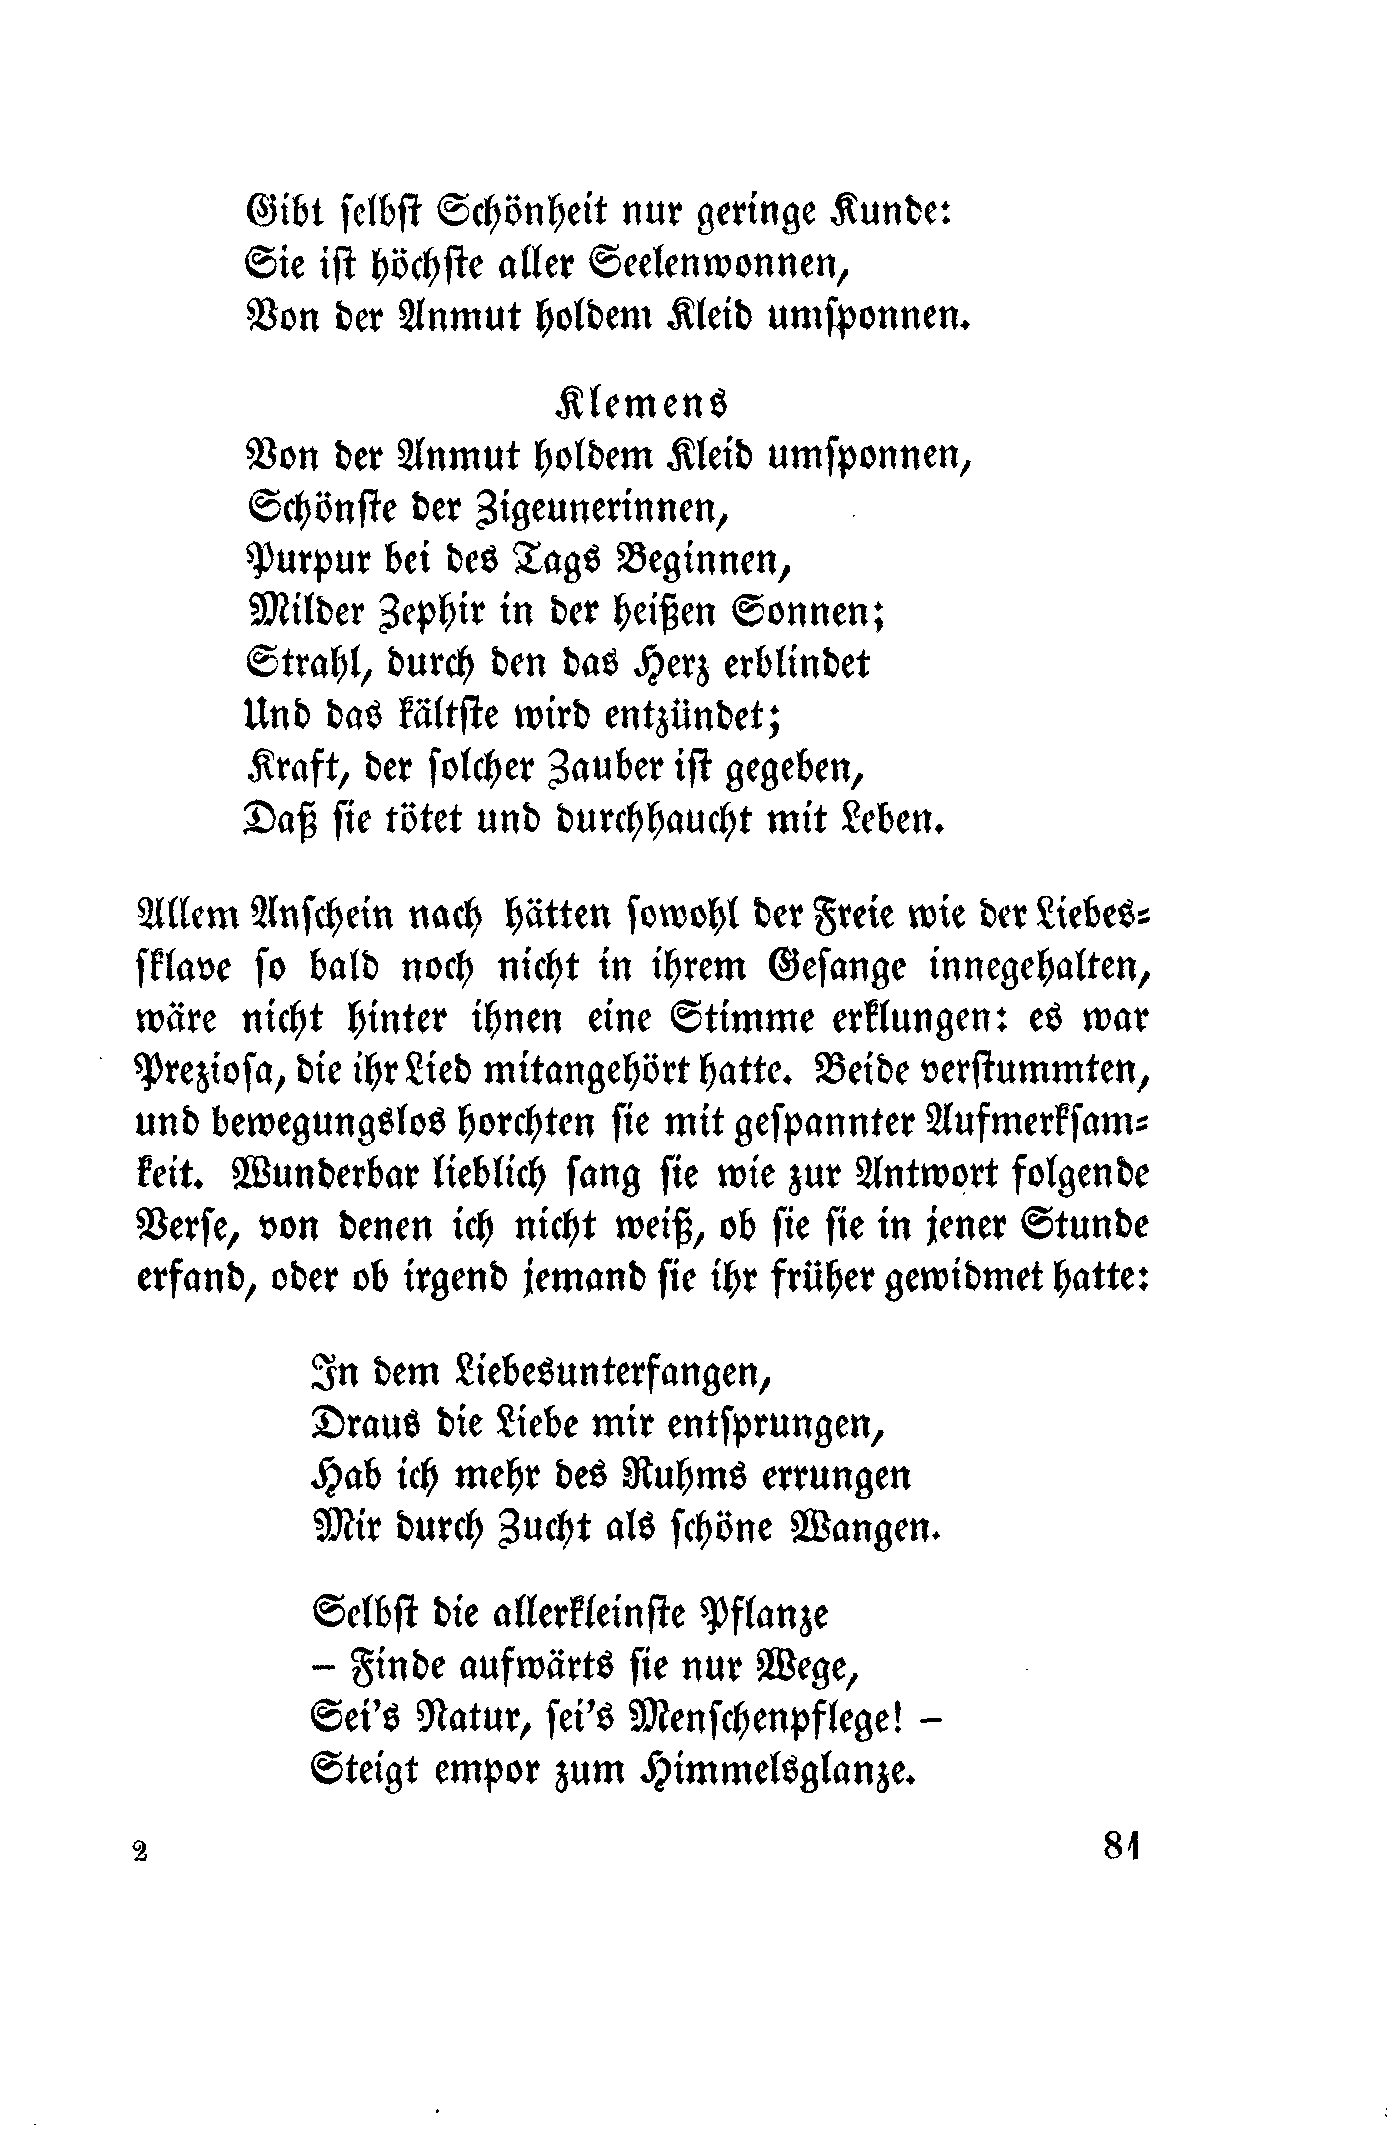 Gibt selbst Schönheit nur geringe Kunde:
Sie ist höchste aller Seelenwonnen,
Von der Anmut holdem Kleid umsponnen.
Klemens
Von der Anmut holdem Kleid umsponnen,
Schönste der Zigeunerinnen,
Purpur bei des Tags Beginnen,
Milder Zephir in der heißen Sonnen;
Strahl, durch den das Herz erblindet
Und das kältste wird entzündet;
Kraft, der solcher Zauber ist gegeben,
Daß sie tötet und durchhaucht mit Leben.
Allem Anschein nach hätten sowohl der Freie wie der Liebes-
sklave so bald noch nicht in ihrem Gesange innegehalten,
wäre nicht hinter ihnen eine Stimme erklungen: es war
Preziosa, die ihr Lied mitangehört hatte. Beide verstummten,
und bewegungslos horchten sie mit gespannter Aufmerksam-
keit. Wunderbar lieblich sang sie wie zur Antwort folgende
Verse, von denen ich nicht weiß, ob sie sie in jener Stunde
erfand, oder ob irgend jemand sie ihr früher gewidmet hatte:
In dem Liebesunterfangen,
Draus die Liebe mir entsprungen,
Hab ich mehr des Ruhms errungen
Mir durch Zucht als schöne Wangen.
Selbst die allerkleinste Pflanze
– Finde aufwärts sie nur Wege,
Sei's Natur, sei's Menschenpflege! –
Steigt empor zum Himmelsglanze.
2 81